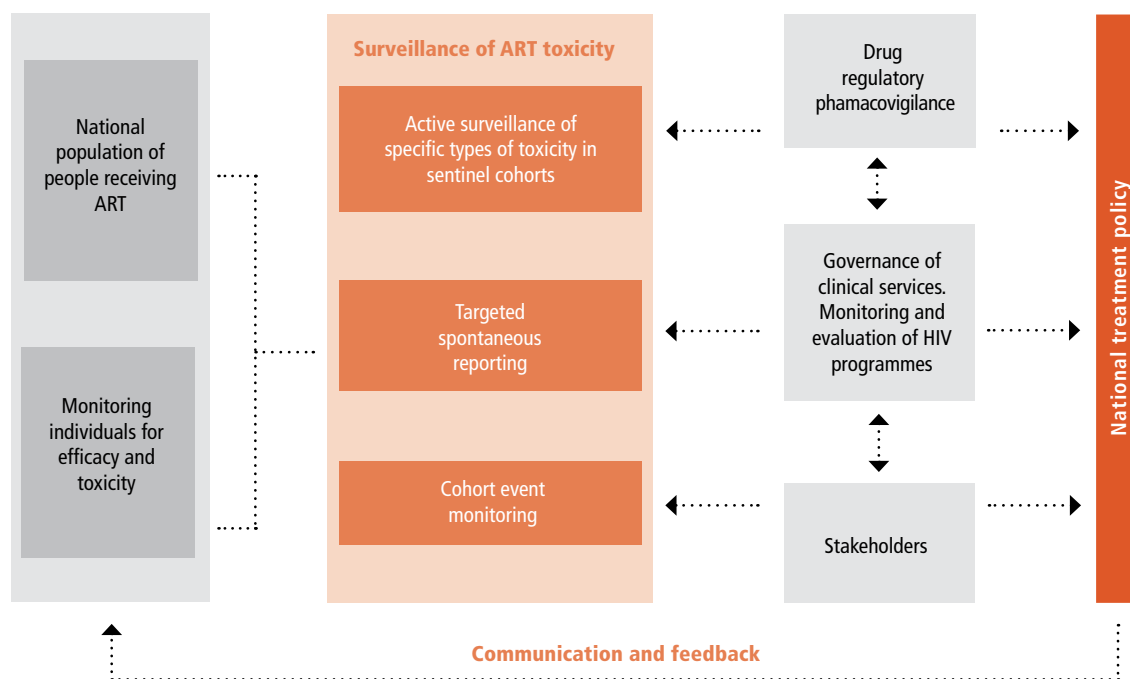 National
population of
people receiving
ART
Monitoring
individuals for
efficacy and
toxicity
Surveillance of ART toxicity
Active surveillance of
specific types of toxicity in
sentinel cohorts
Targeted
spontaneous
reporting
Cohort event
monitoring
Drug
regulatory
phamacovigilance
Governance of
clinical services.
Monitoring and
evaluation of HIV
programmes
Stakeholders
National treatment policy
Communication and feedback